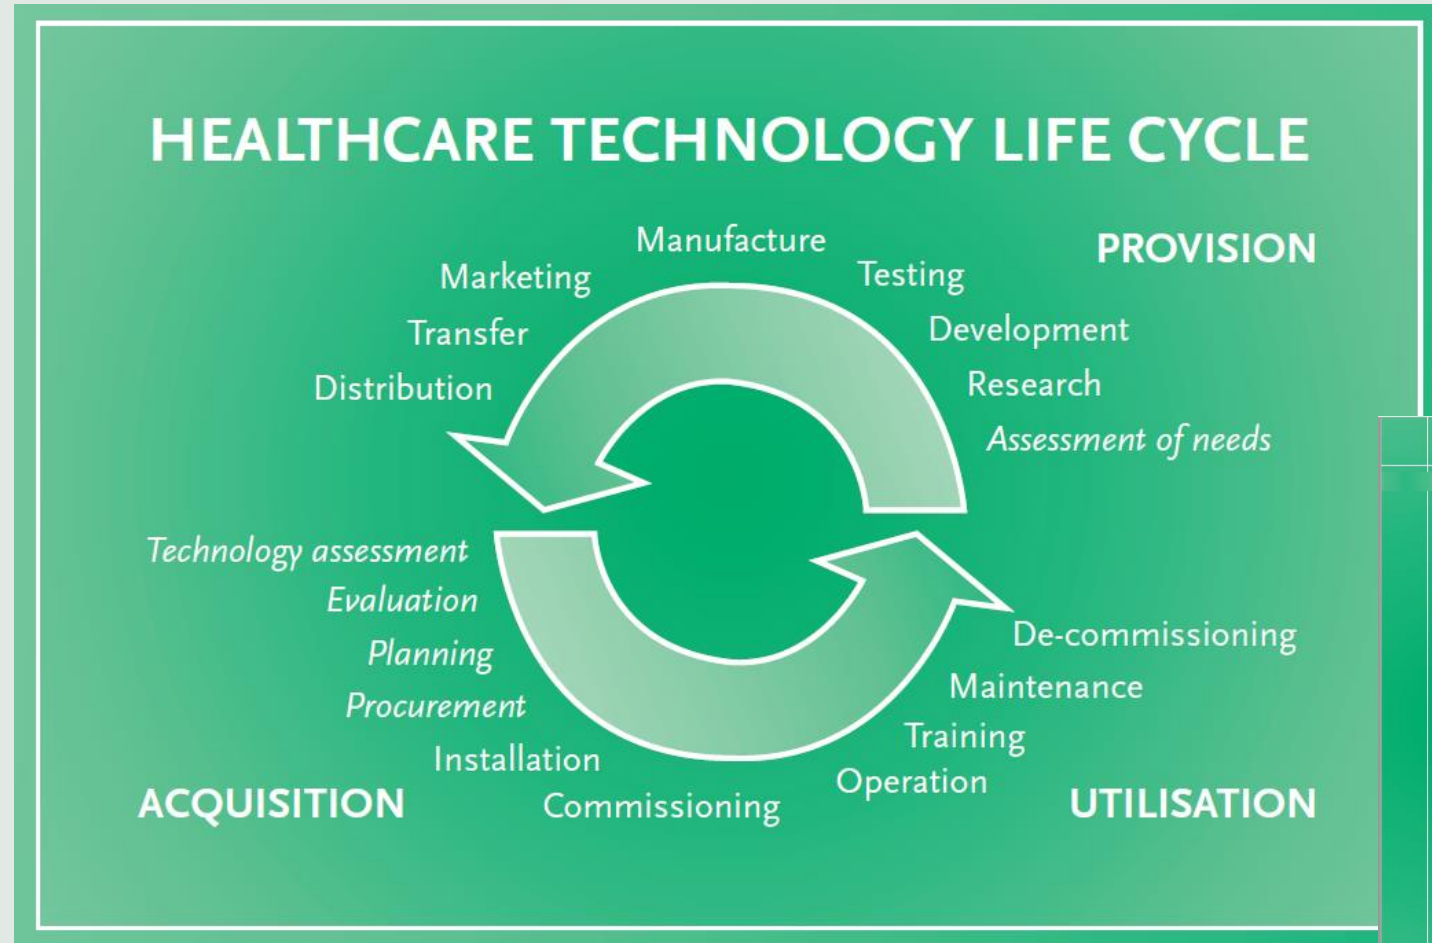 HEALTHCARE TECHNOLOGY LIFE CYCLE
PROVISION
Assessment of needs
Research
Development
Testing
Manufacture
Marketing
Transfer
Distribution
ACQUISITION
Technology assessment
Evaluation
Planning
Procurement
Installation
Commissioning
UTILISATION
Operation
Training
Maintenance
De-commissioning